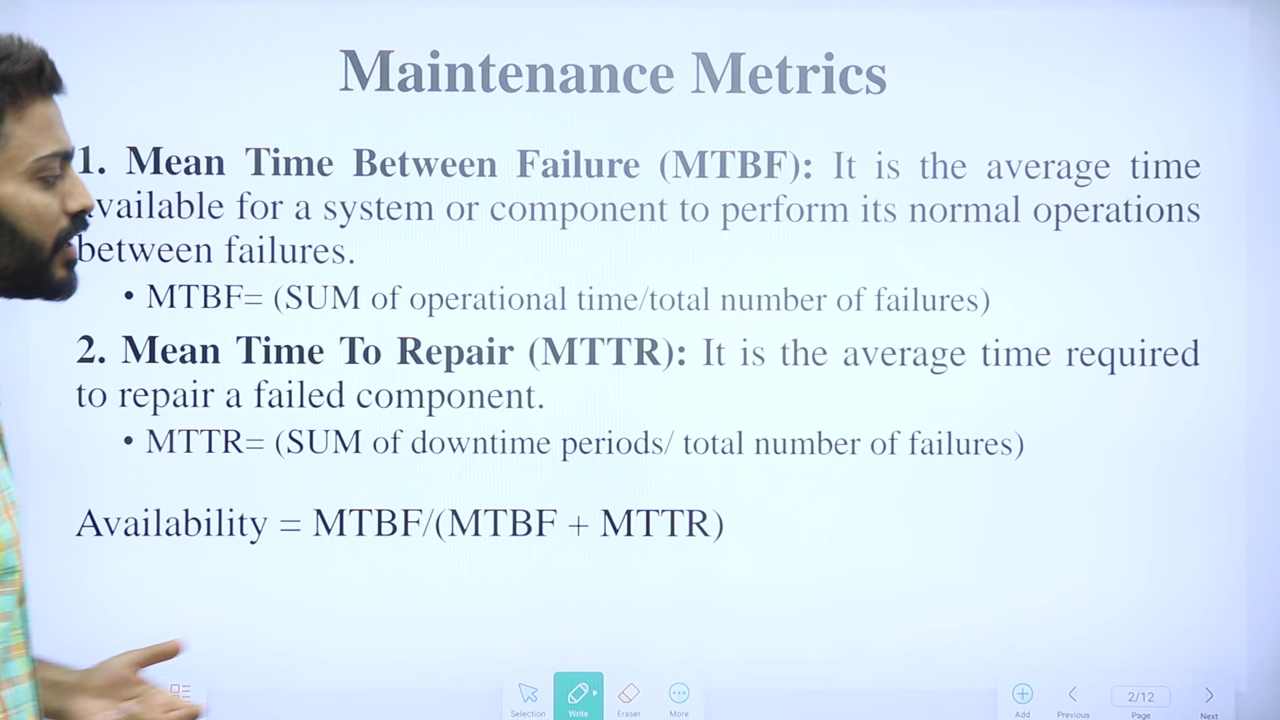 Maintenance Metrics
1. Mean Time Between Failure (MTBF): It is the average time
available for a system or component to perform its normal operations
between failures.
• MTBF= (SUM of operational time/total number of failures)
2. Mean Time To Repair (MTTR): It is the average time required
to repair a failed component.
• MTTR= (SUM of downtime periods/ total number of failures)
Availability = MTBF/(MTBF + MTTR)
Selection Write Eraser More Add Previous 2/12 Page Next